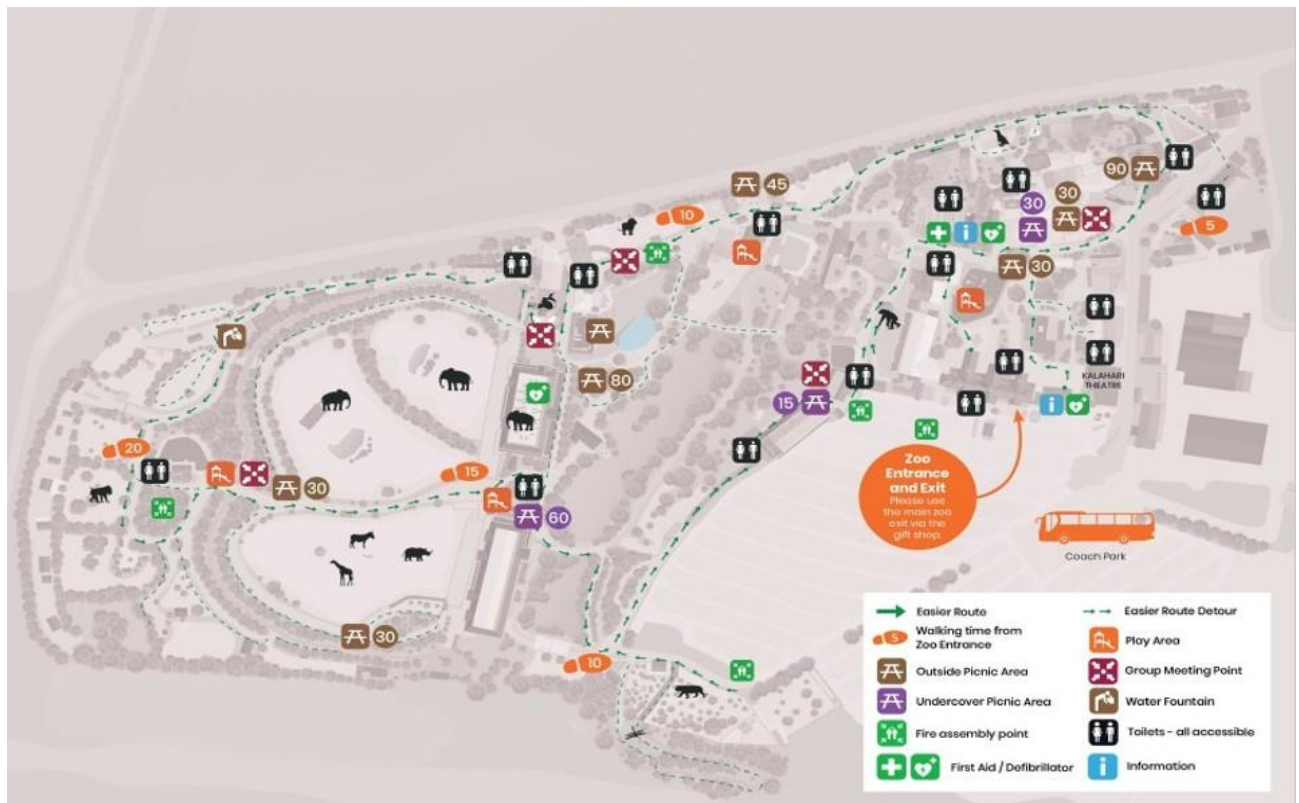 45
10
90
30
30
5
30
80
15
KALAHARI
THEATRE
20
15
30
60
Zoo
Entrance
and Exit
Please use
the main zoo
exit via the
gift shop.
Coach Park
30
10
Easier Route
Easier Route Detour
5
Walking time from
Zoo Entrance
Play Area
Outside Picnic Area
Group Meeting Point
Undercover Picnic Area
Water Fountain
Fire assembly point
Toilets - all accessible
First Aid / Defibrillator
i
Information